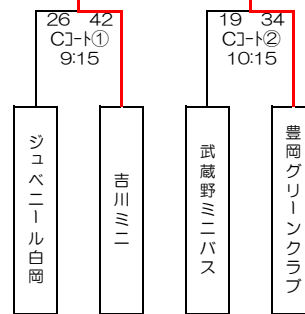 26 42
Cｺｰﾄ①
9:15
19 34
Cｺｰﾄ②
10:15
ジュベニール白岡
吉川ミニ
武蔵野ミニバス
豊岡グリーンクラブ